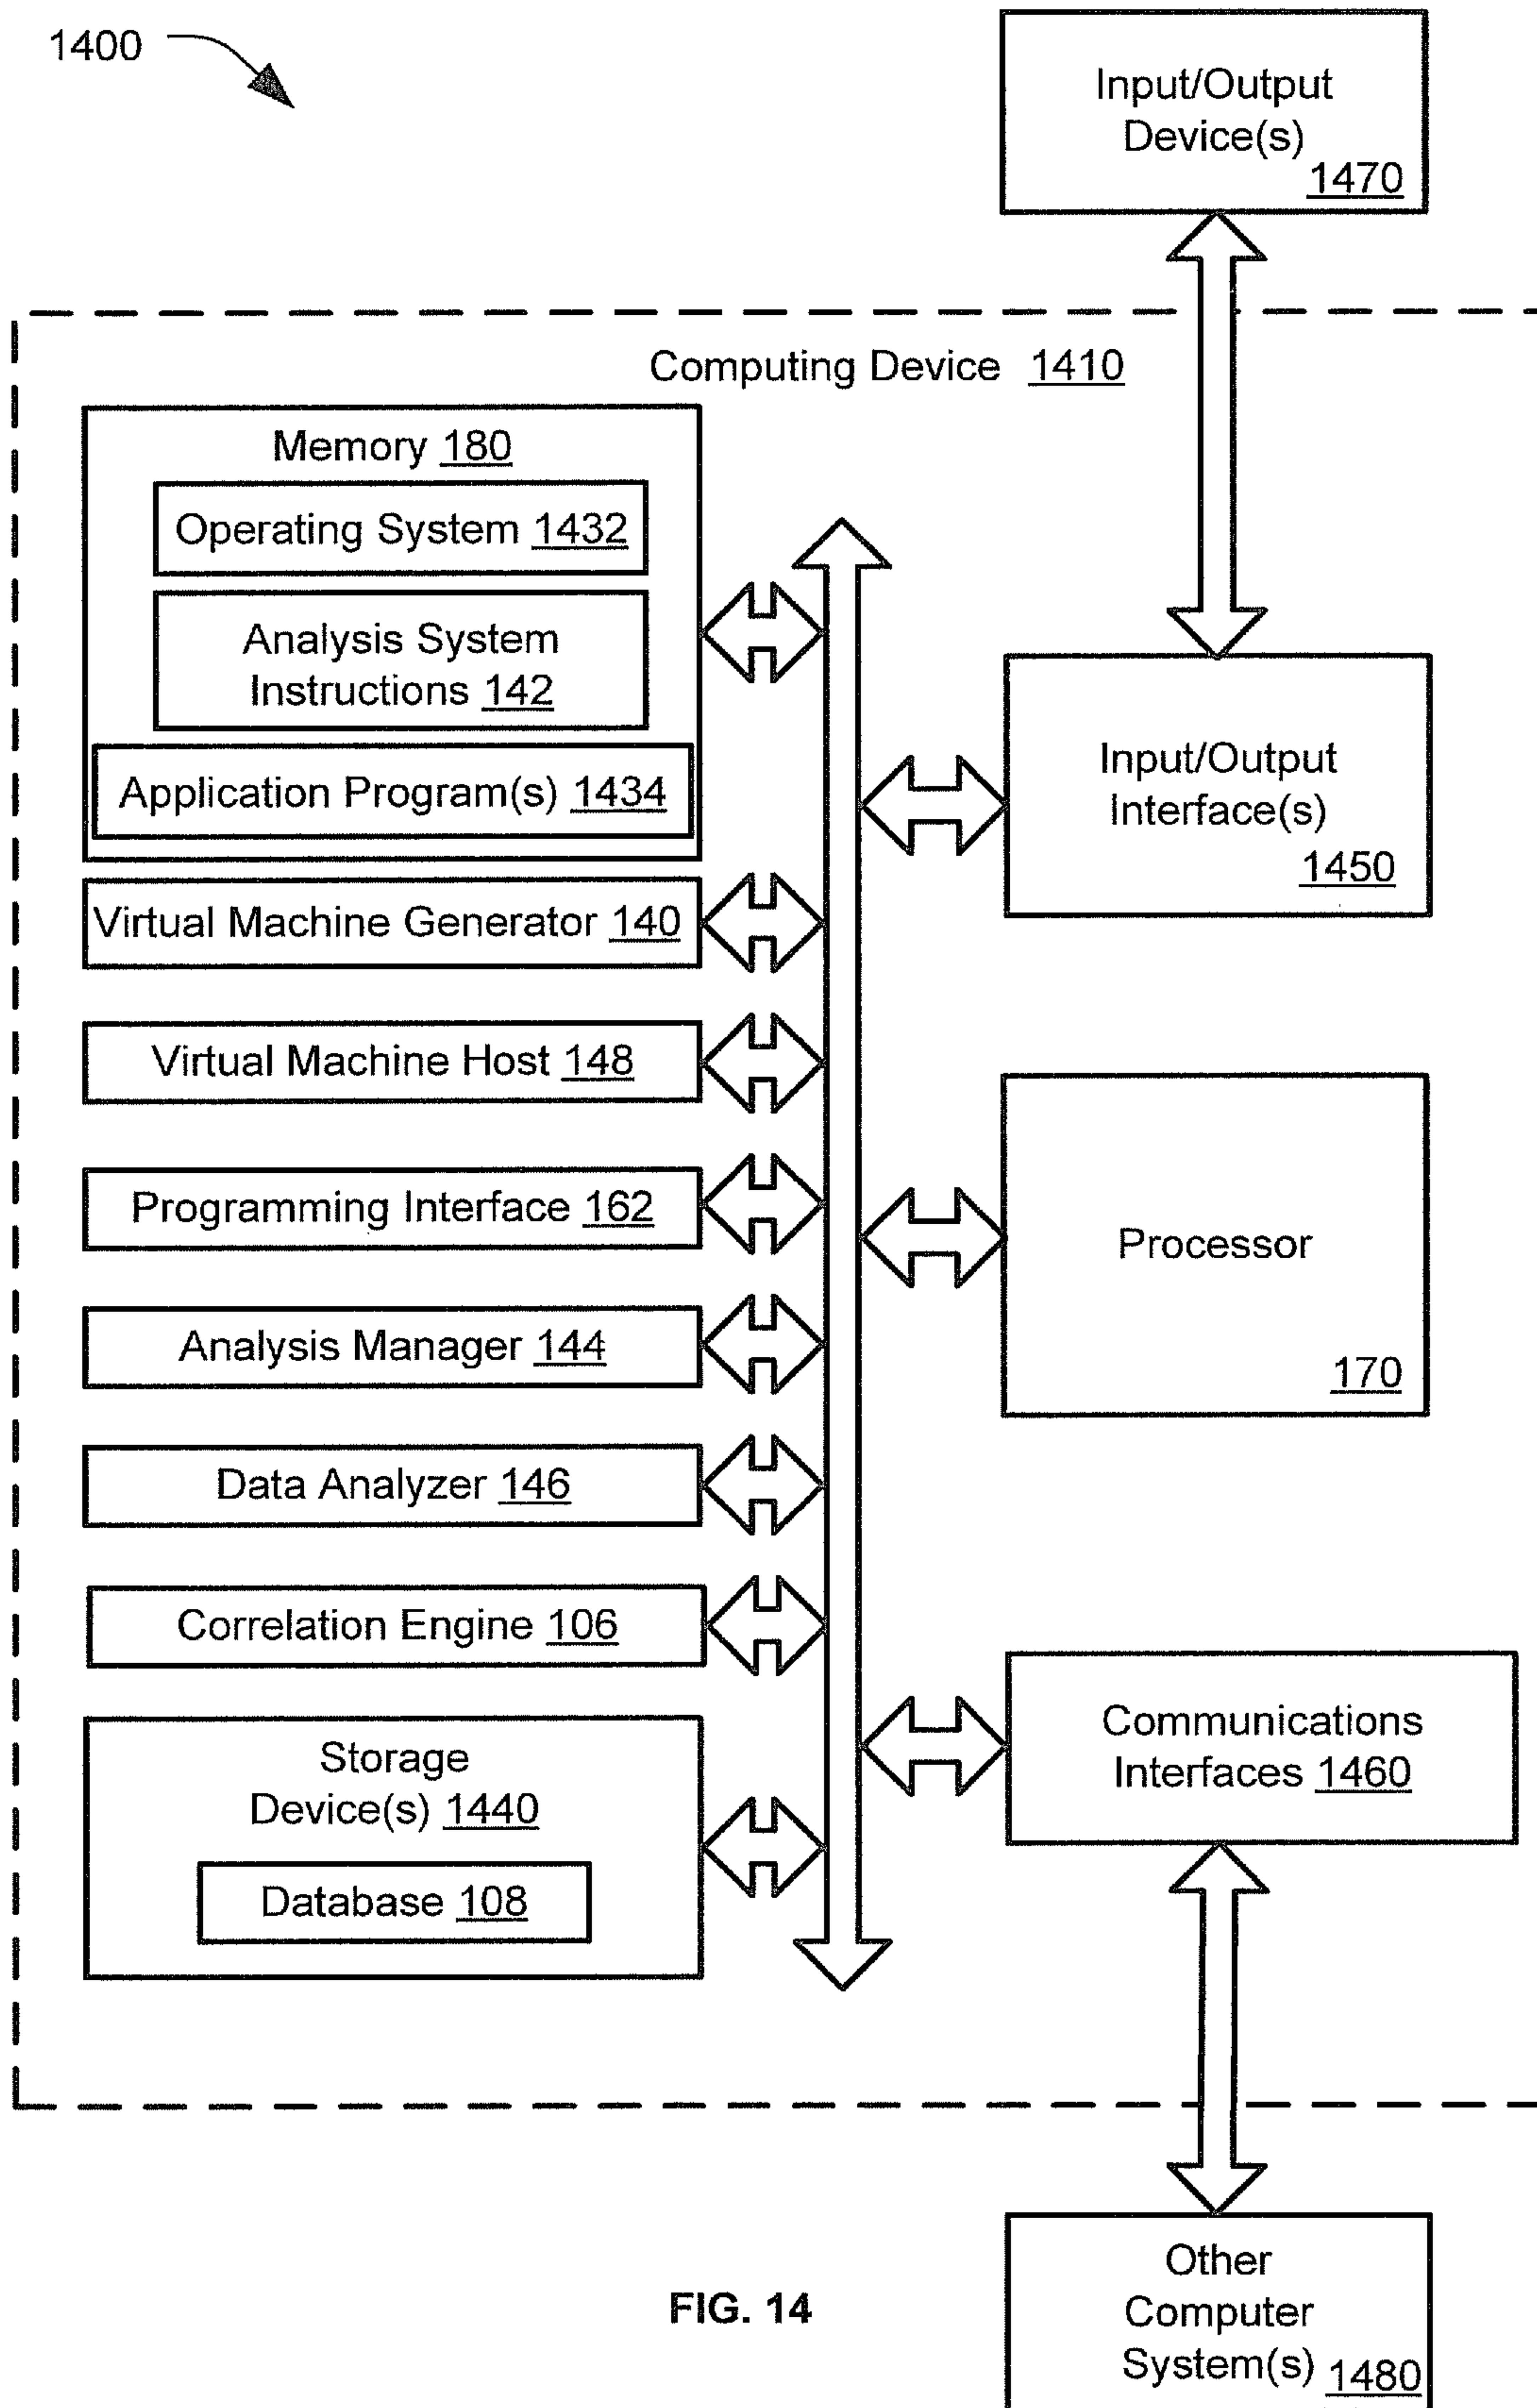 1400
Input/Output
Device(s)
1470
Computing Device 1410
Memory 180
Operating System 1432
Analysis System
Instructions 142
Application Program(s) 1434
Virtual Machine Generator 140
Virtual Machine Host 148
Programming Interface 162
Analysis Manager 144
Data Analyzer 146
Correlation Engine 106
Storage
Device(s) 1440
Database 108
Input/Output
Interface(s)
1450
Processor
170
Communications
Interfaces 1460
Other
Computer
System(s) 1480
FIG. 14